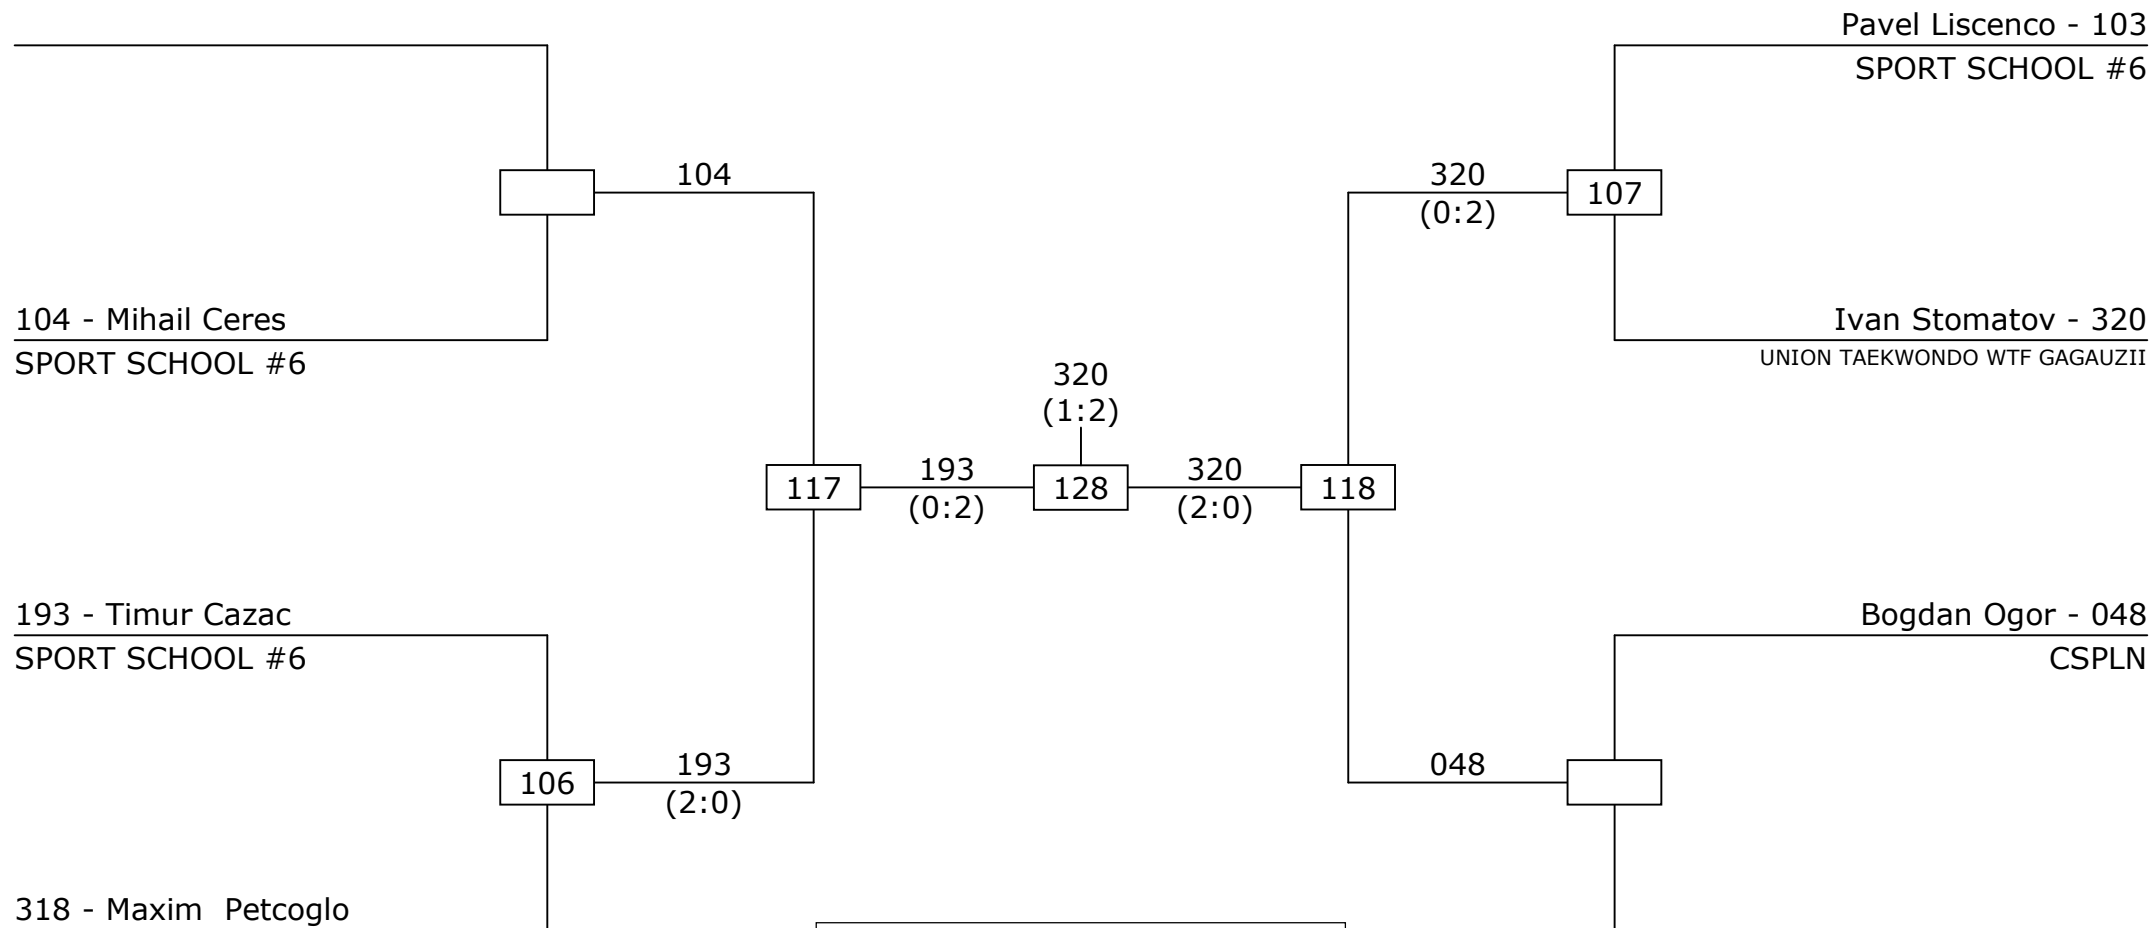 Pavel Liscenco - 103
SPORT SCHOOL #6
104
320
107
(0:2)
104 - Mihail Ceres
SPORT SCHOOL #6
Ivan Stomatov - 320
UNION TAEKWONDO WTF GAGAUZII
320
(1:2)
117
193
(0:2)
128
320
(2:0)
118
193 - Timur Cazac
SPORT SCHOOL #6
Bogdan Ogor - 048
CSPLN
106
193
(2:0)
048
318 - Maxim  Petcoglo